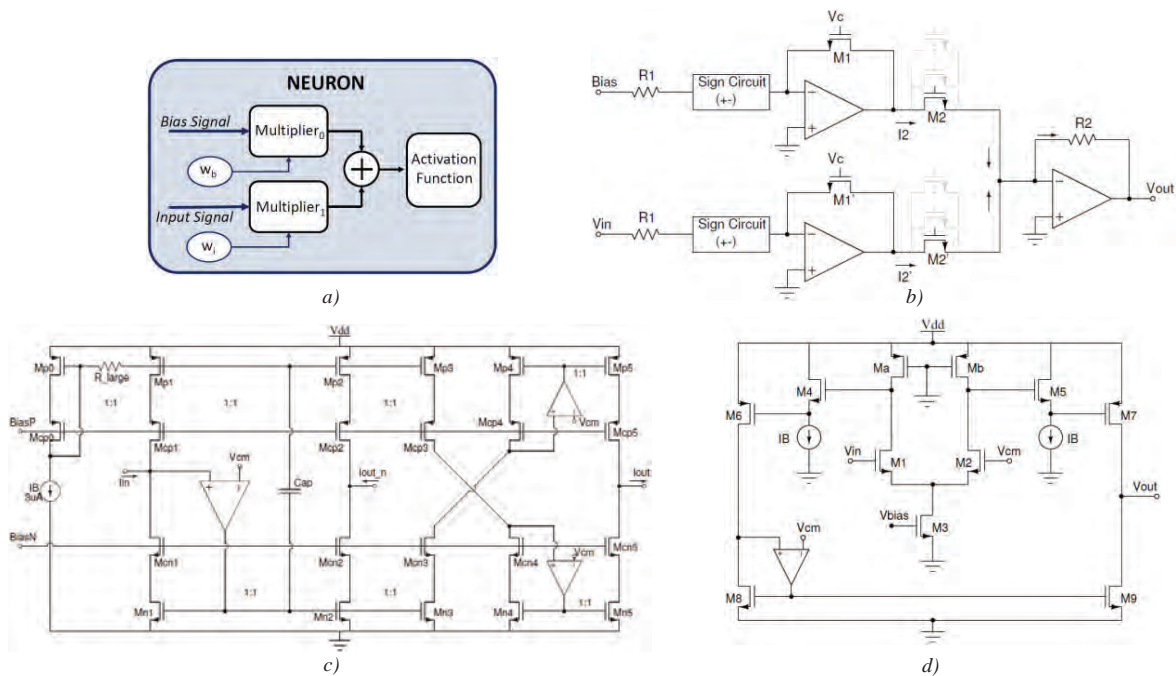 NEURON
Bias Signal
Multiplier0
wb
Input Signal
Multiplier1
wi
Activation
Function
a)
Vc
M1
Bias
R1
Sign Circuit
(+-)
I2
M2
R2
Vout
Vc
M1'
Vin
R1
Sign Circuit
(+-)
I2'
M2'
b)
Vdd
Mp0
R_large
Mp1
Mp2
Mp3
Mp4
1:1
Mp5
1:1
1:1
1:1
Vcm
BiasP
Mcp0
Mcp1
Mcp2
Mcp3
Mcp4
Mcp5
IB
3uA
Iin
Vcm
Cap
Iout_n
Iout
BiasN
Mcn1
Mcn2
Mcn3
Mcn4
Vcm
Mcn5
Mn1
1:1
Mn2
1:1
Mn3
Mn4
1:1
Mn5
c)
Vdd
Ma
Mb
M4
M5
M6
M7
IB
IB
Vin
M1
M2
Vcm
Vbias
M3
Vout
Vcm
M8
M9
d)